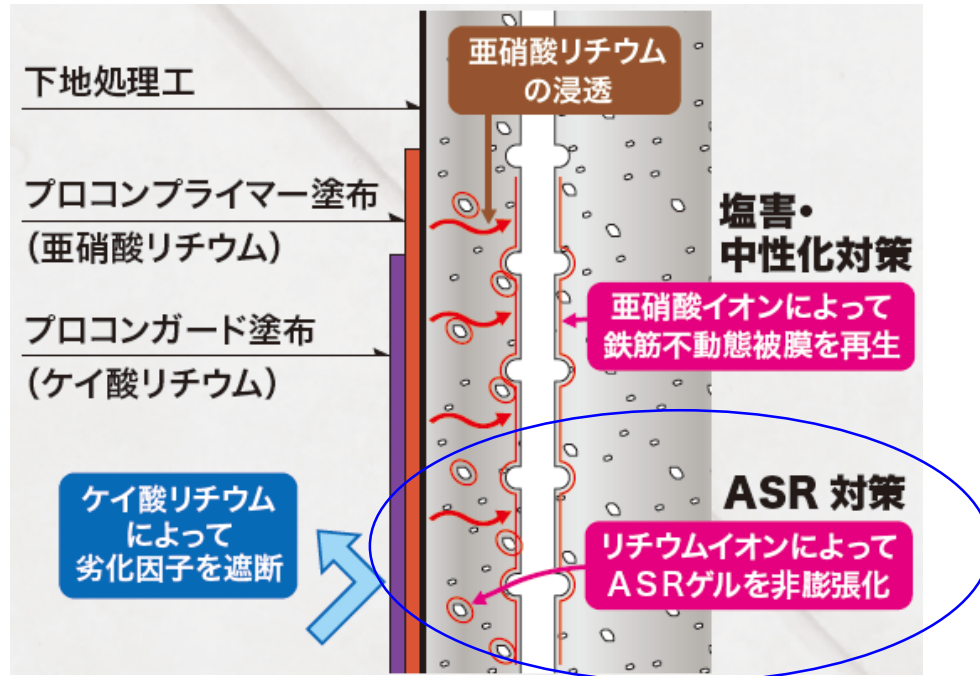 下地処理工
プロコンプライマー塗布
(亜硝酸リチウム)
プロコンガード塗布
(ケイ酸リチウム)
ケイ酸リチウム
によって
劣化因子を遮断
亜硝酸リチウム
の浸透
塩害・
中性化対策
亜硝酸イオンによって
鉄筋不動態被膜を再生
ASR 対策
リチウムイオンによって
ASRゲルを非膨張化